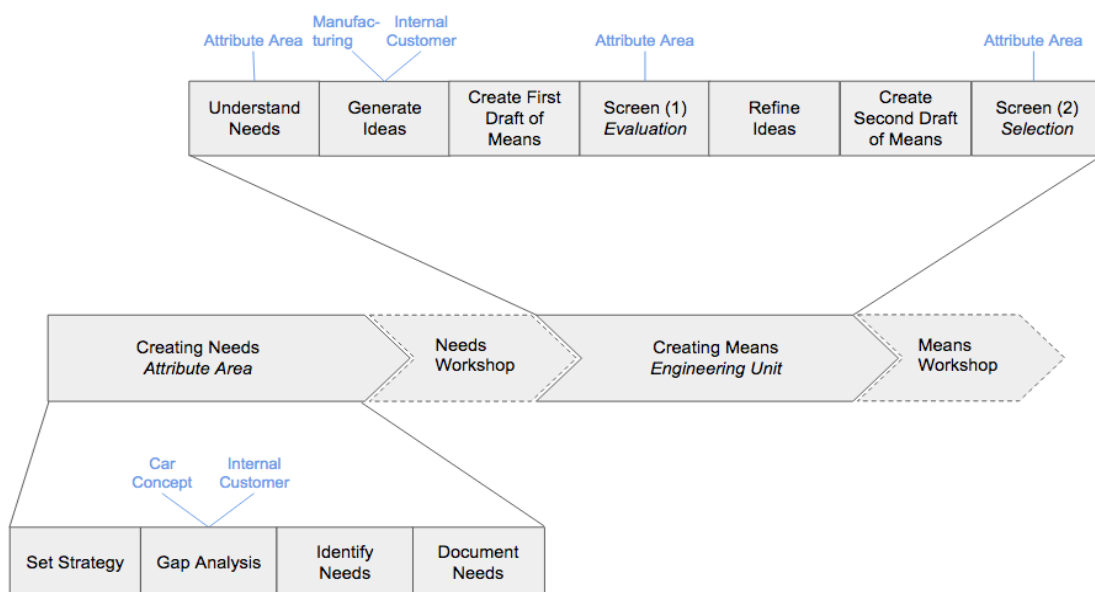 Manufac-
turing
Internal
Customer
Attribute Area
Attribute Area
Attribute Area
Understand
Needs
Generate
Ideas
Create First
Draft of
Means
Screen (1)
Evaluation
Refine
Ideas
Create
Second Draft
of Means
Screen (2)
Selection
Creating Needs
Attribute Area
Needs
Workshop
Creating Means
Engineering Unit
Means
Workshop
Car
Concept
Internal
Customer
Set Strategy
Gap Analysis
Identify
Needs
Document
Needs